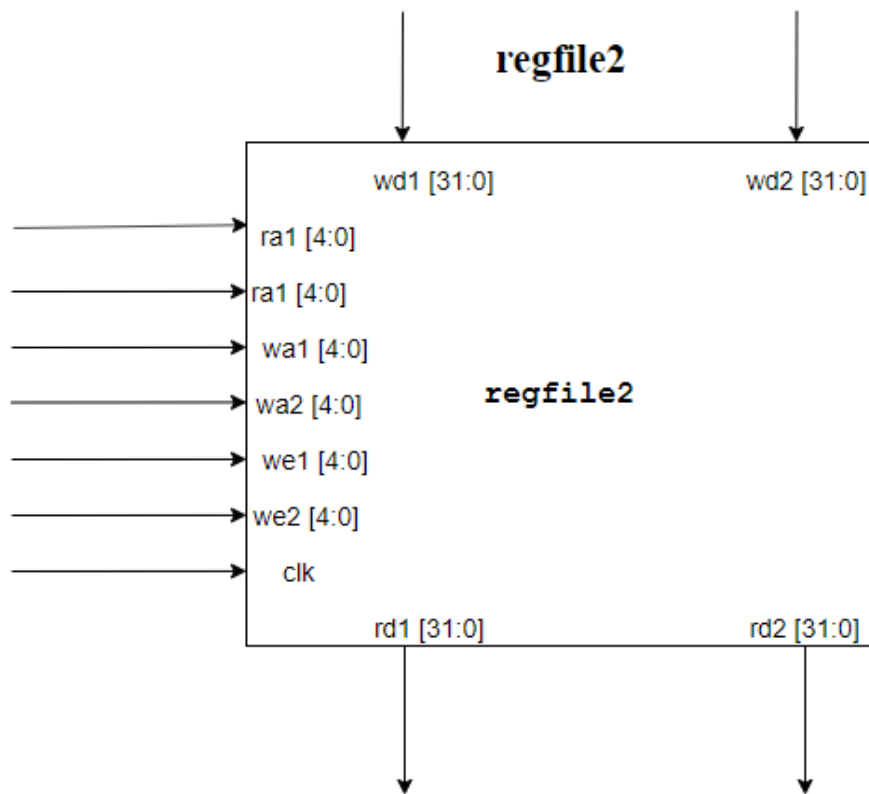 regfile2
wd1 [31:0]
wd2 [31:0]
ra1 [4:0]
ra1 [4:0]
wa1 [4:0]
regfile2
wa2 [4:0]
we1 [4:0]
we2 [4:0]
clk
rd1 [31:0]
rd2 [31:0]